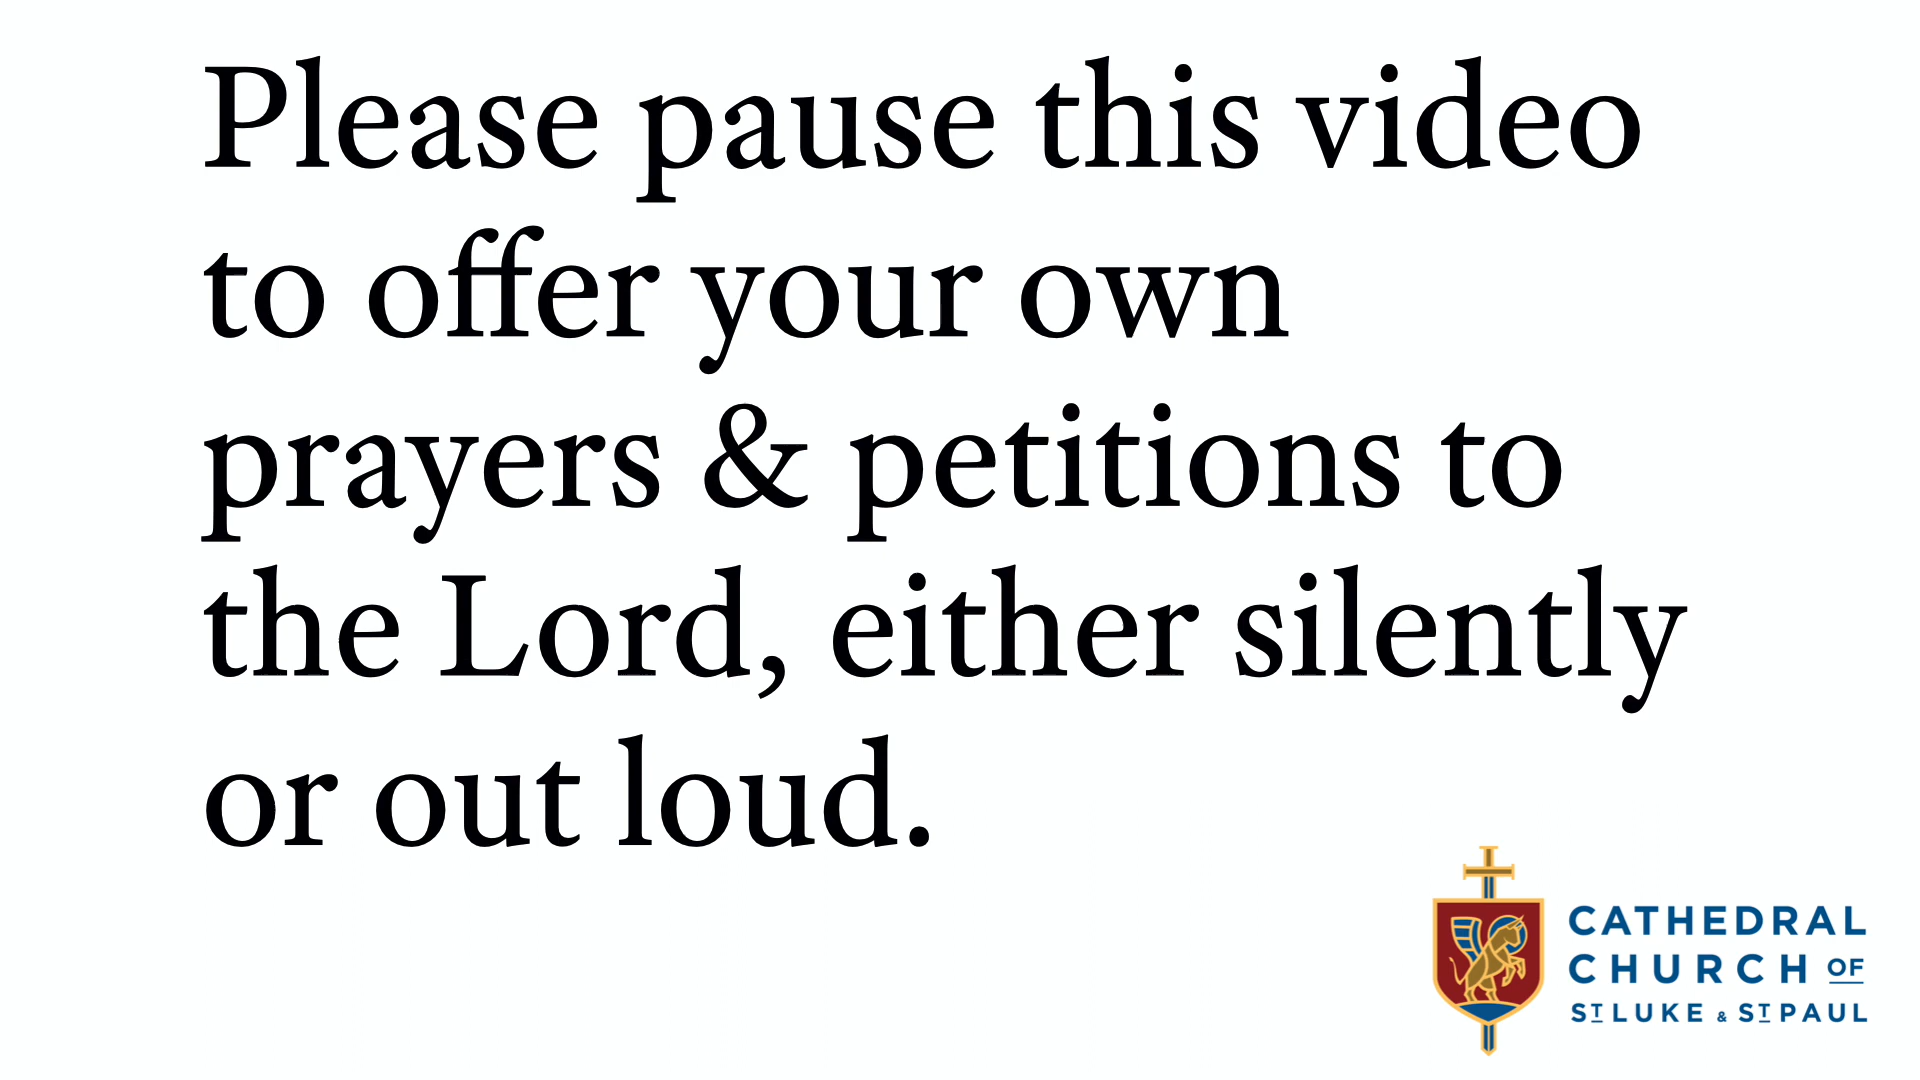 Please pause this video
to offer your own
prayers & petitions to
the Lord, either silently
or out loud.
CATHEDRAL
CHURCH OF
ST LUKE & ST PAUL